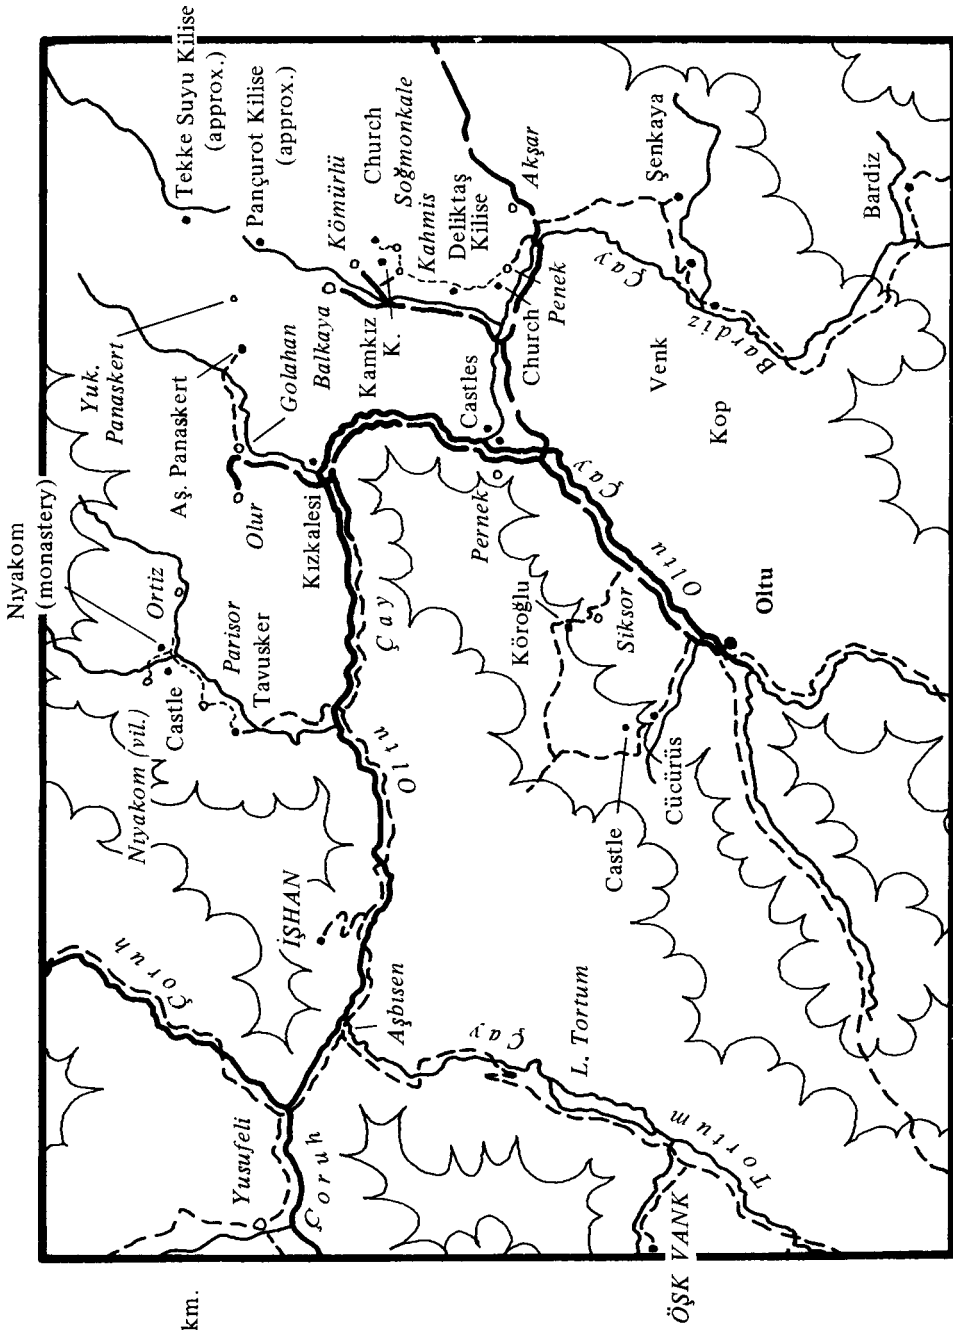 Tekke Suyu Kilise
(approx.)
Pançurot Kilise
(approx.)
Kömürlü
Church
Soğmonkale
Kahmis
Deliktaş
Kilise
Akşar
Şenkaya
Bardiz
Yuk.
Panaskert
Aş. Panaskert
Golahan
Balkaya
Kamkız
K.
Castles
Church
Penek
Çay
Bardiz
Venk
Kop
Nıyakom
(monastery)
Ortiz
Olur
Kızkalesi
Pernek
Çay
Oltu
Oltu
Parisor
Tavusker
Castle
Nıyakom (vil.)
Çay
Oltu
Köroğlu
Siksor
Castle
Cücürüs
İŞHAN
Çoruh
Aşbısen
Çay
L. Tortum
Tortum
Yusufeli
Çoruh
ÖŞK VANK
km.